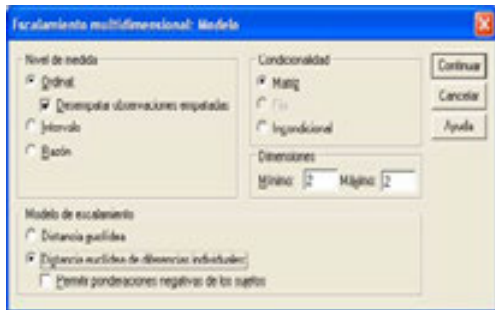 Escalamiento multidimensional: Modelo
Nivel de medida
Ordinal
Desempatar observaciones empatadas
Intervalo
Razón
Condicionalidad
Matriz
Fila
Incondicional
Dimensiones
Mínimo: 2 Máximo: 2
Modelo de escalamiento
Distancia euclídea
Distancia euclídea de diferencias individuales
Permitir ponderaciones negativas de los sujetos
Continuar
Cancelar
Ayuda